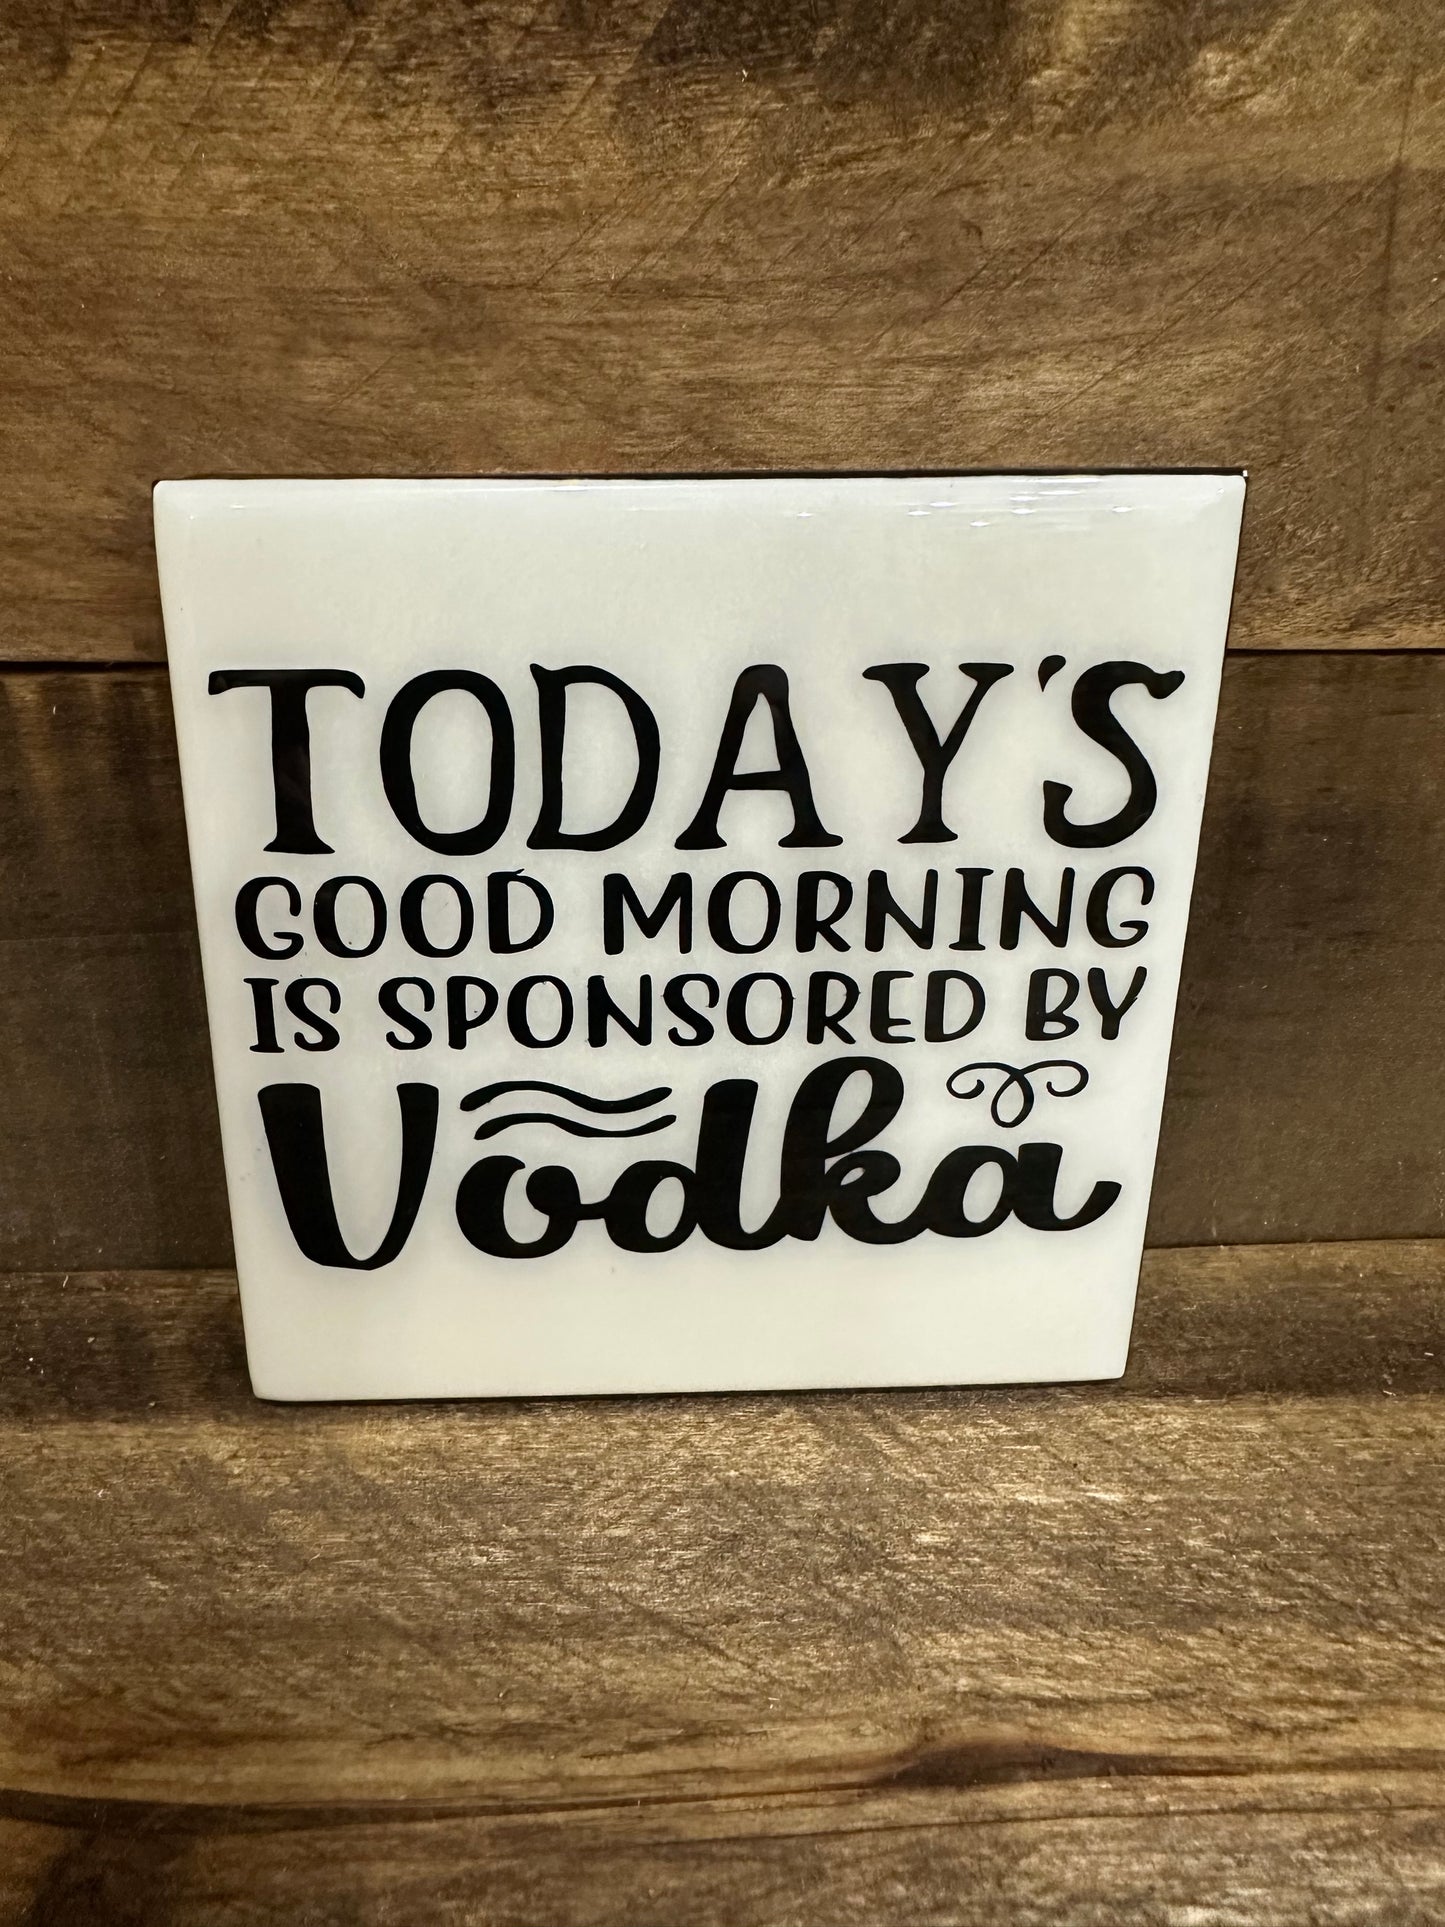 TODAY'S
GOOD MORNING
IS SPONSORED BY
Vodka